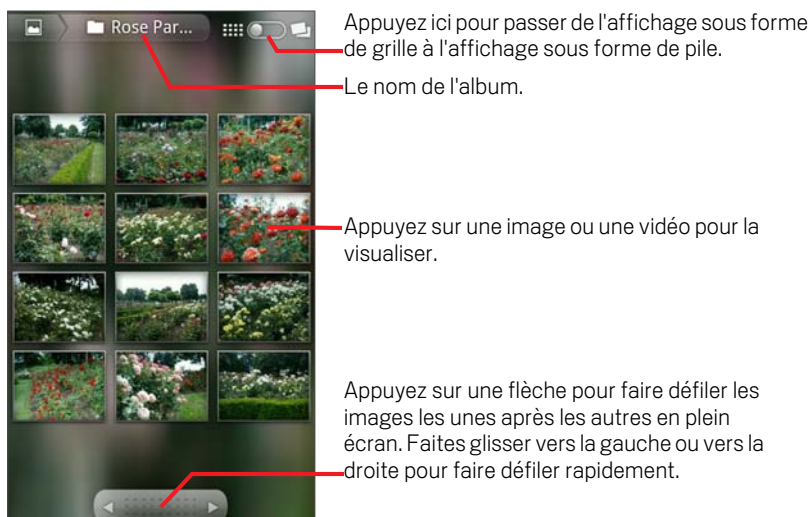 Rose Par...
Appuyez ici pour passer de l'affichage sous forme
de grille à l'affichage sous forme de pile.
Le nom de l'album.
Appuyez sur une image ou une vidéo pour la
visualiser.
Appuyez sur une flèche pour faire défiler les
images les unes après les autres en plein
écran. Faites glisser vers la gauche ou vers la
droite pour faire défiler rapidement.